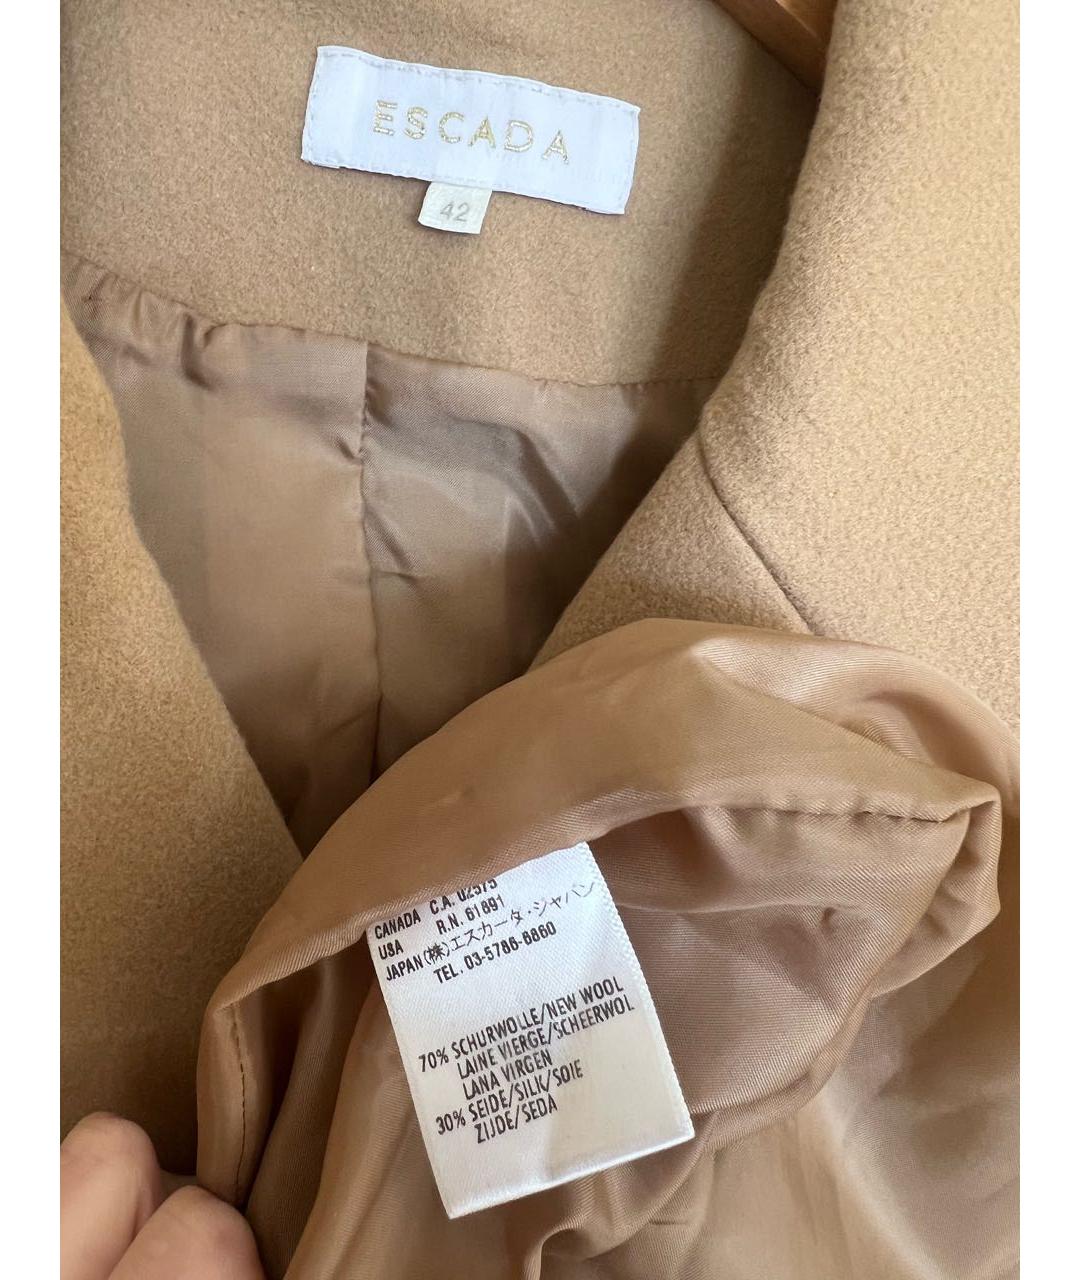 ESCADA
42
CANADA C.A. 02575
USA R.N. 61891
JAPAN (株)エスカーダ・ジャパン
TEL. 03-5786-6860
70% SCHURWOLLE/NEW WOOL
LAINE VIERGE/SCHEERWOL
LANA VIRGEN
30% SEIDE/SILK/SOIE
ZIJDE/SEDA